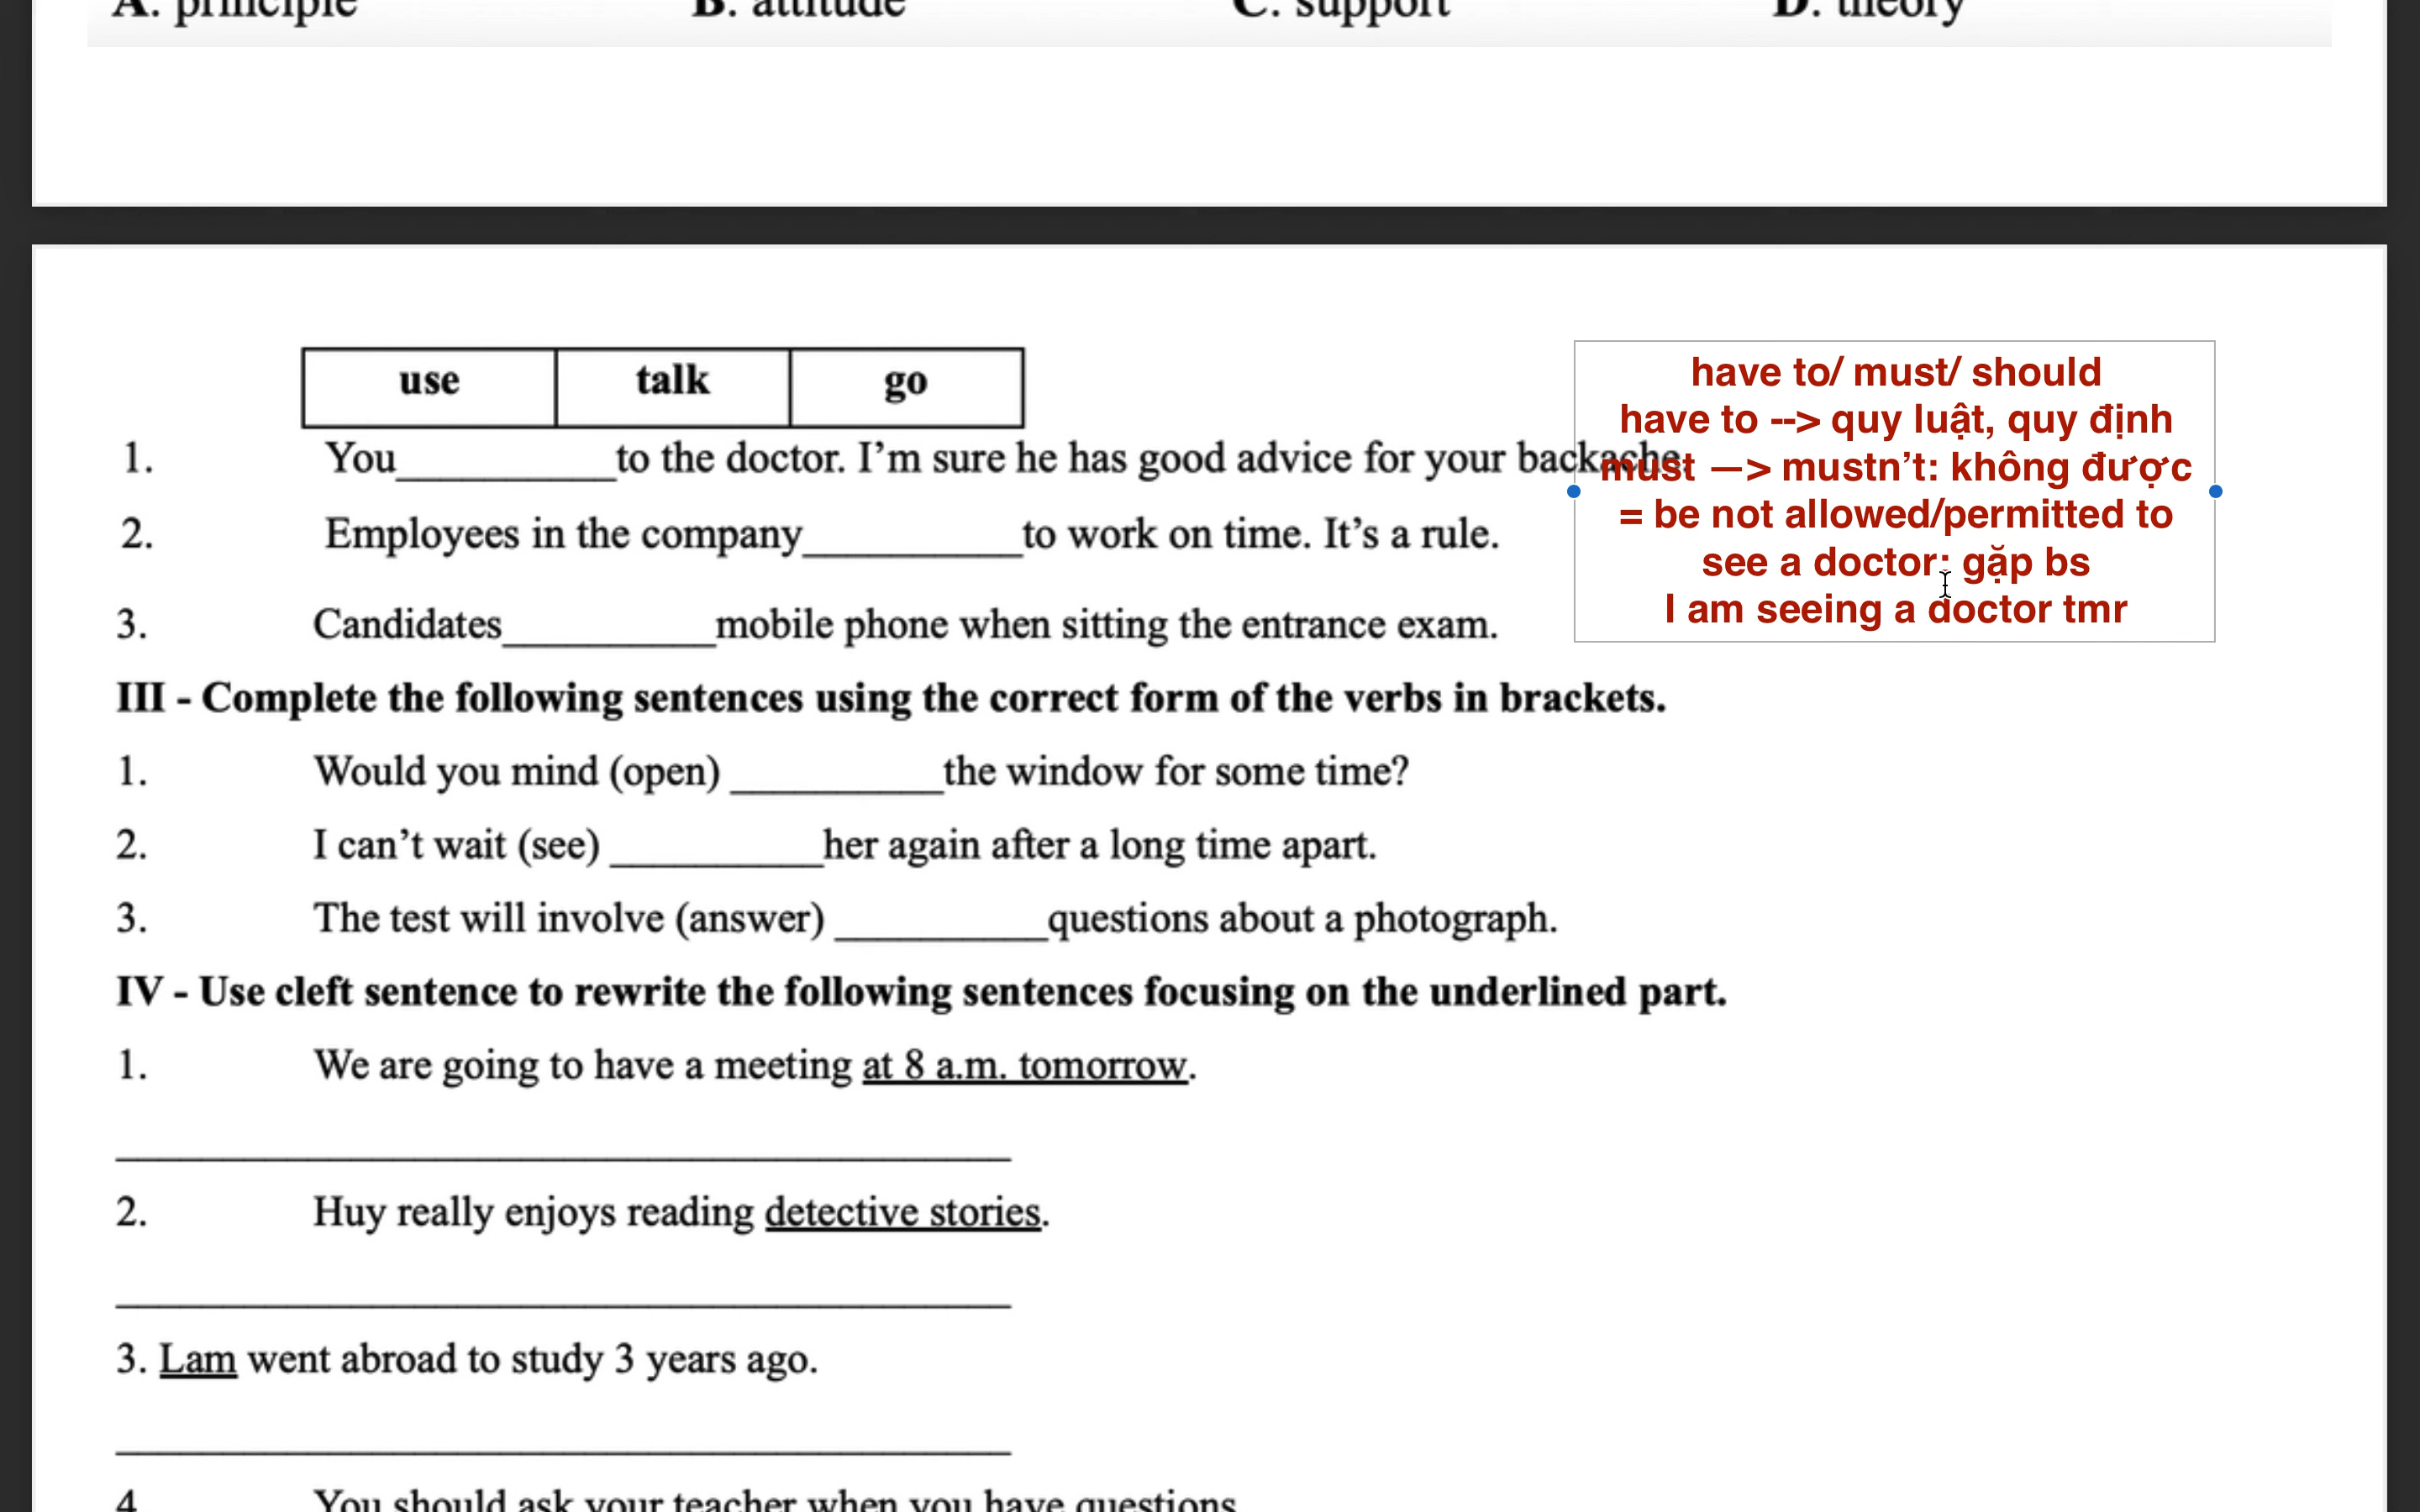 A. principle B. attitude C. support D. theory
use talk go
have to/ must/ should
have to --> quy luật, quy định
must —> mustn’t: không được
= be not allowed/permitted to
see a doctor: gặp bs
I am seeing a doctor tmr
1. You__________to the doctor. I’m sure he has good advice for your backache.
2. Employees in the company__________to work on time. It’s a rule.
3. Candidates__________mobile phone when sitting the entrance exam.
III - Complete the following sentences using the correct form of the verbs in brackets.
1. Would you mind (open) __________the window for some time?
2. I can’t wait (see) __________her again after a long time apart.
3. The test will involve (answer) __________questions about a photograph.
IV - Use cleft sentence to rewrite the following sentences focusing on the underlined part.
1. We are going to have a meeting at 8 a.m. tomorrow.
2. Huy really enjoys reading detective stories.
3. Lam went abroad to study 3 years ago.
4. You should ask your teacher when you have questions.